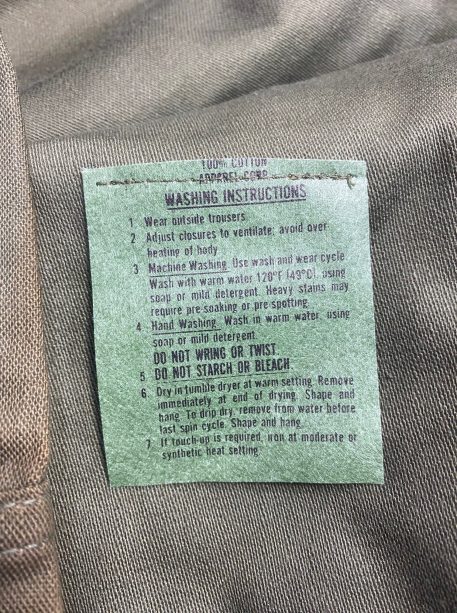 100% COTTON
APPAREL CORP
WASHING INSTRUCTIONS
1 Wear outside trousers
2 Adjust closures to ventilate; avoid over
heating of body
3 Machine Washing Use wash and wear cycle.
Wash with warm water 120°F (49°C), using
soap or mild detergent. Heavy stains may
require pre-soaking or pre spotting.
4 Hand Washing. Wash in warm water, using
soap or mild detergent.
DO NOT WRING OR TWIST.
5 DO NOT STARCH OR BLEACH.
6 Dry in tumble dryer at warm setting. Remove
immediately at end of drying. Shape and
hang. To drip dry, remove from water before
last spin cycle. Shape and hang.
7 If touch-up is required, iron at moderate or
synthetic heat setting.